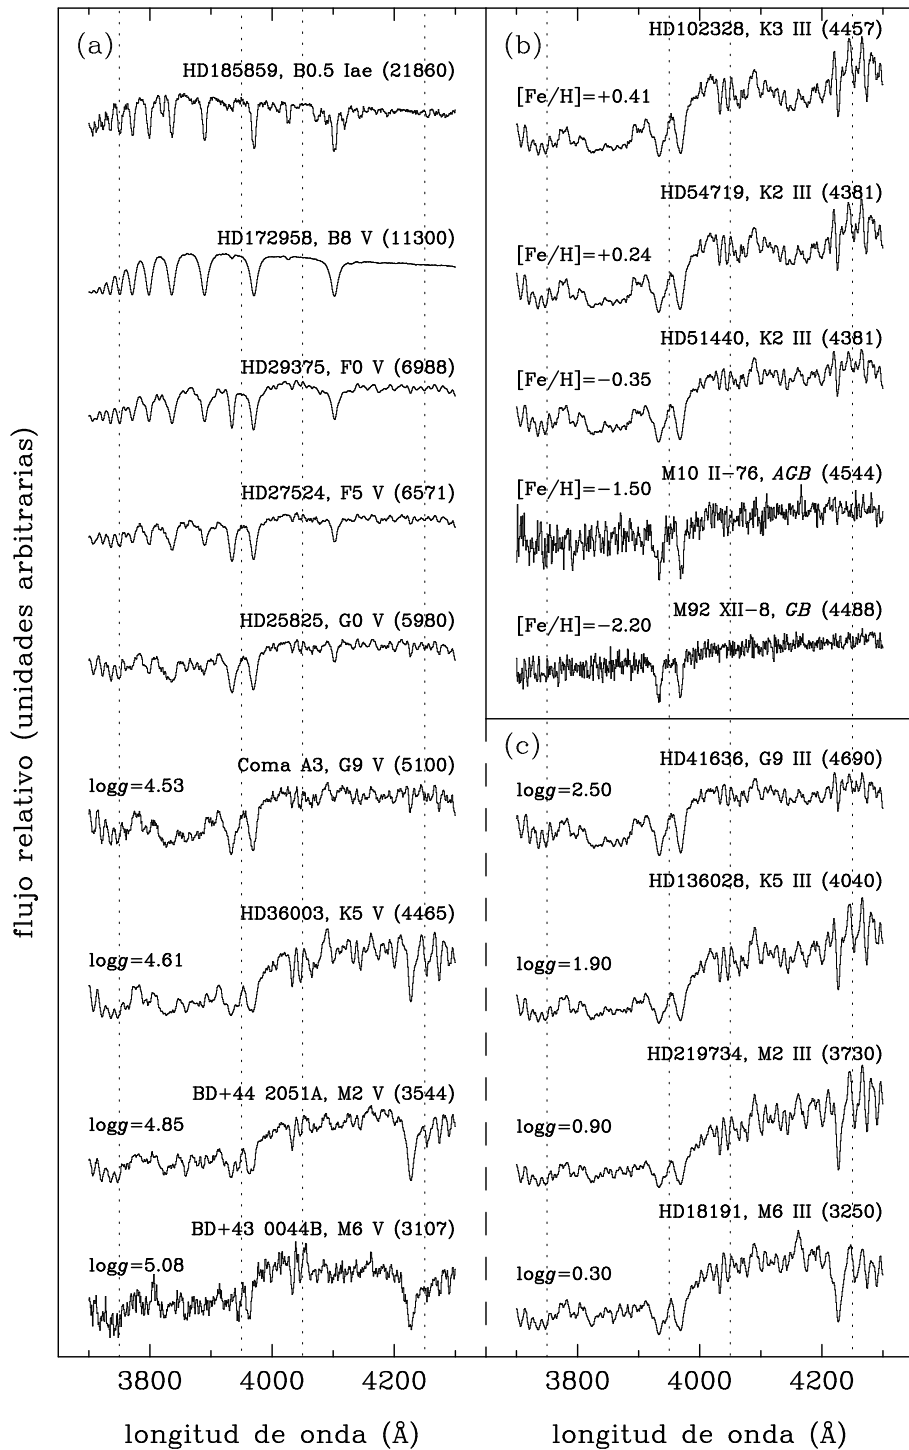 (a)
HD185859, B0.5 Iae (21860)
HD172958, B8 V (11300)
HD29375, F0 V (6988)
HD27524, F5 V (6571)
HD25825, G0 V (5980)
Coma A3, G9 V (5100)
logg=4.53
HD36003, K5 V (4465)
logg=4.61
BD+44 2051A, M2 V (3544)
logg=4.85
BD+43 0044B, M6 V (3107)
logg=5.08
(b)
HD102328, K3 III (4457)
[Fe/H]=+0.41
HD54719, K2 III (4381)
[Fe/H]=+0.24
HD51440, K2 III (4381)
[Fe/H]=−0.35
M10 II−76, AGB (4544)
[Fe/H]=−1.50
M92 XII−8, GB (4488)
[Fe/H]=−2.20
(c)
HD41636, G9 III (4690)
logg=2.50
HD136028, K5 III (4040)
logg=1.90
HD219734, M2 III (3730)
logg=0.90
HD18191, M6 III (3250)
logg=0.30
flujo relativo (unidades arbitrarias)
3800 4000 4200 3800 4000 4200
longitud de onda (Å) longitud de onda (Å)